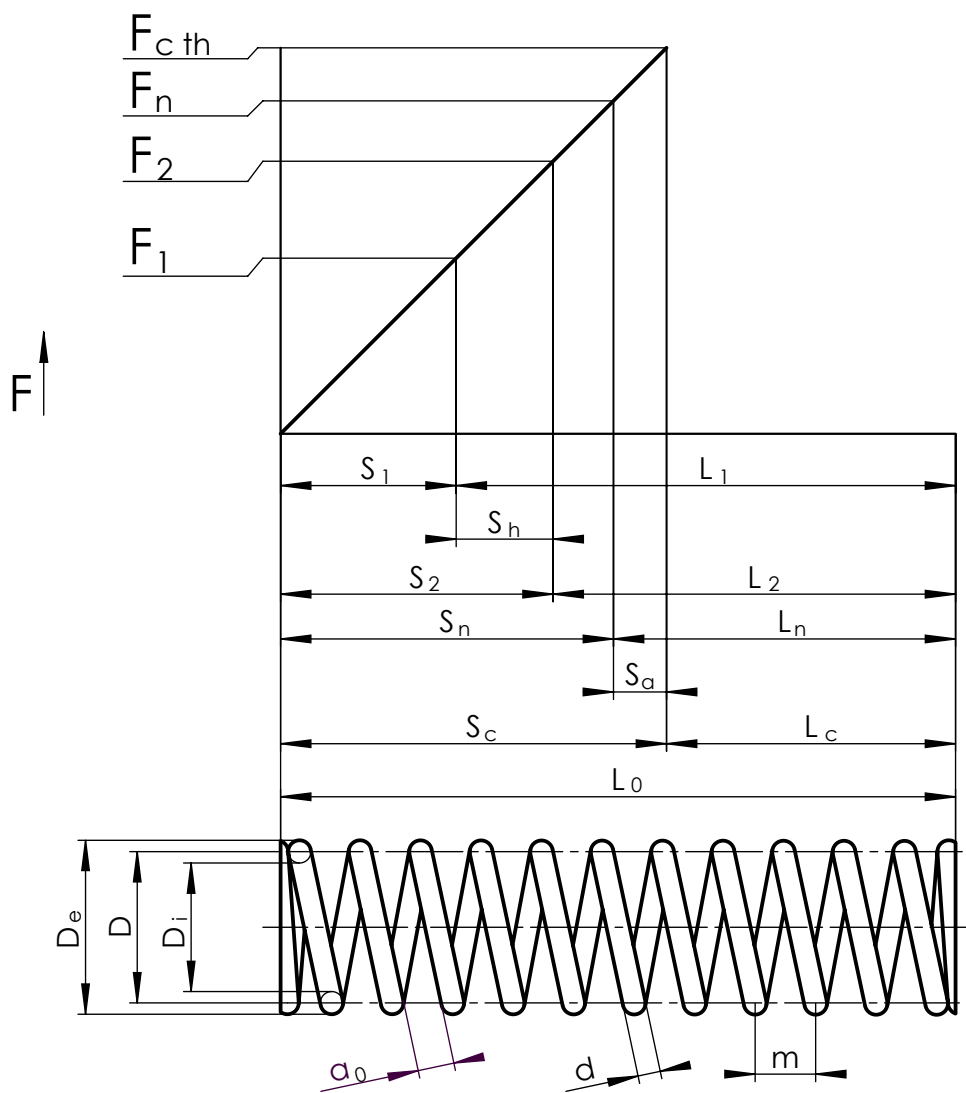 F c th
F n
F 2
F 1
F
S 1 L 1
S h
S 2 L 2
S n L n
S a
S c L c
L 0
D e D D i
a 0 d m